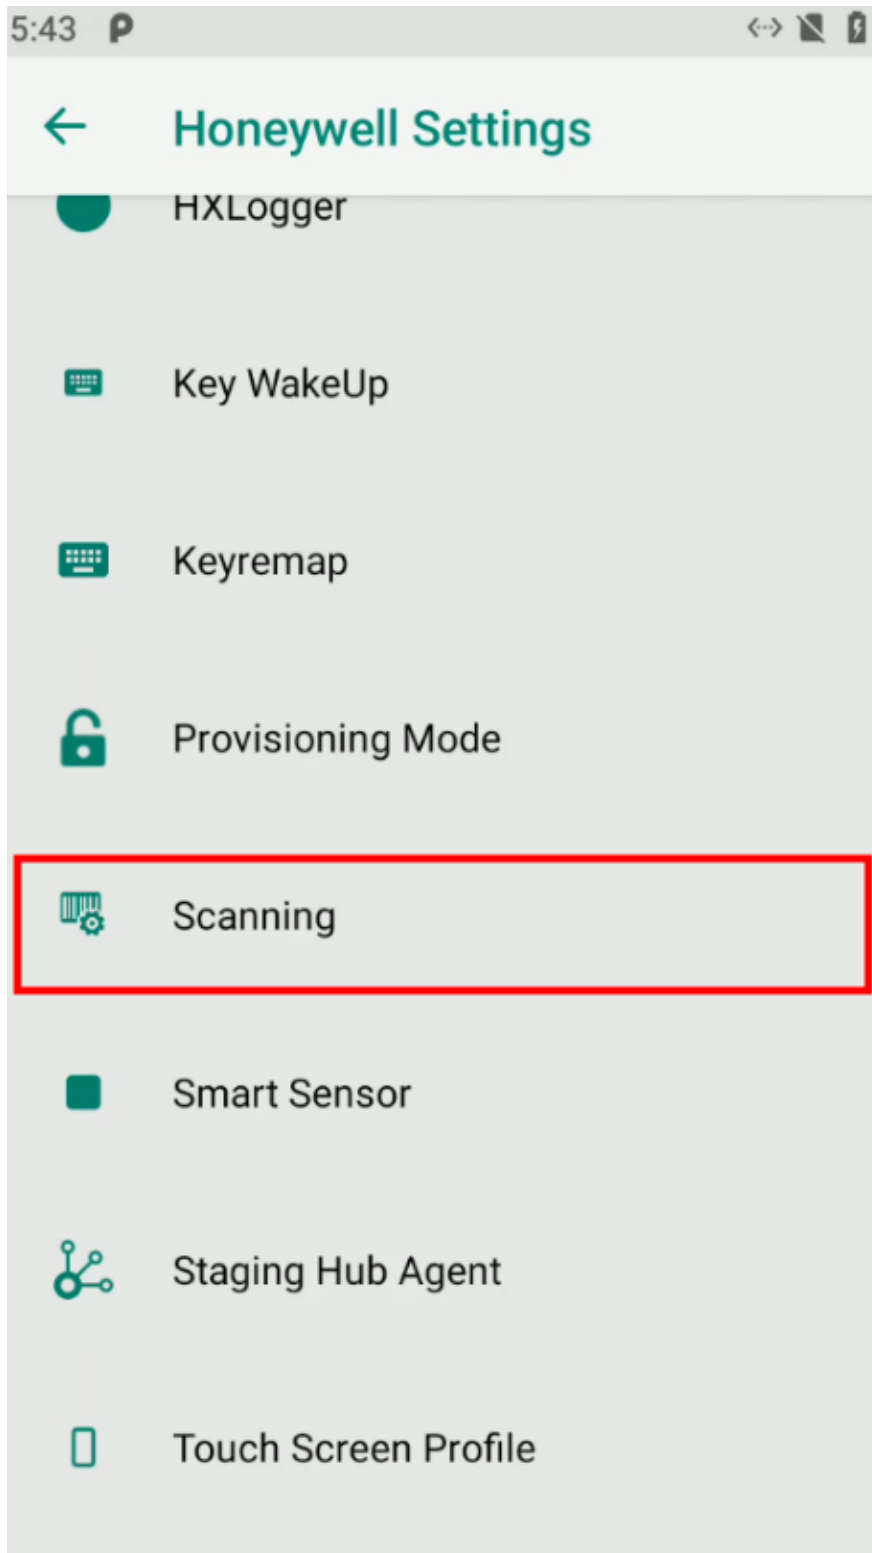 5:43
Honeywell Settings
HXLogger
Key WakeUp
Keyremap
Provisioning Mode
Scanning
Smart Sensor
Staging Hub Agent
Touch Screen Profile